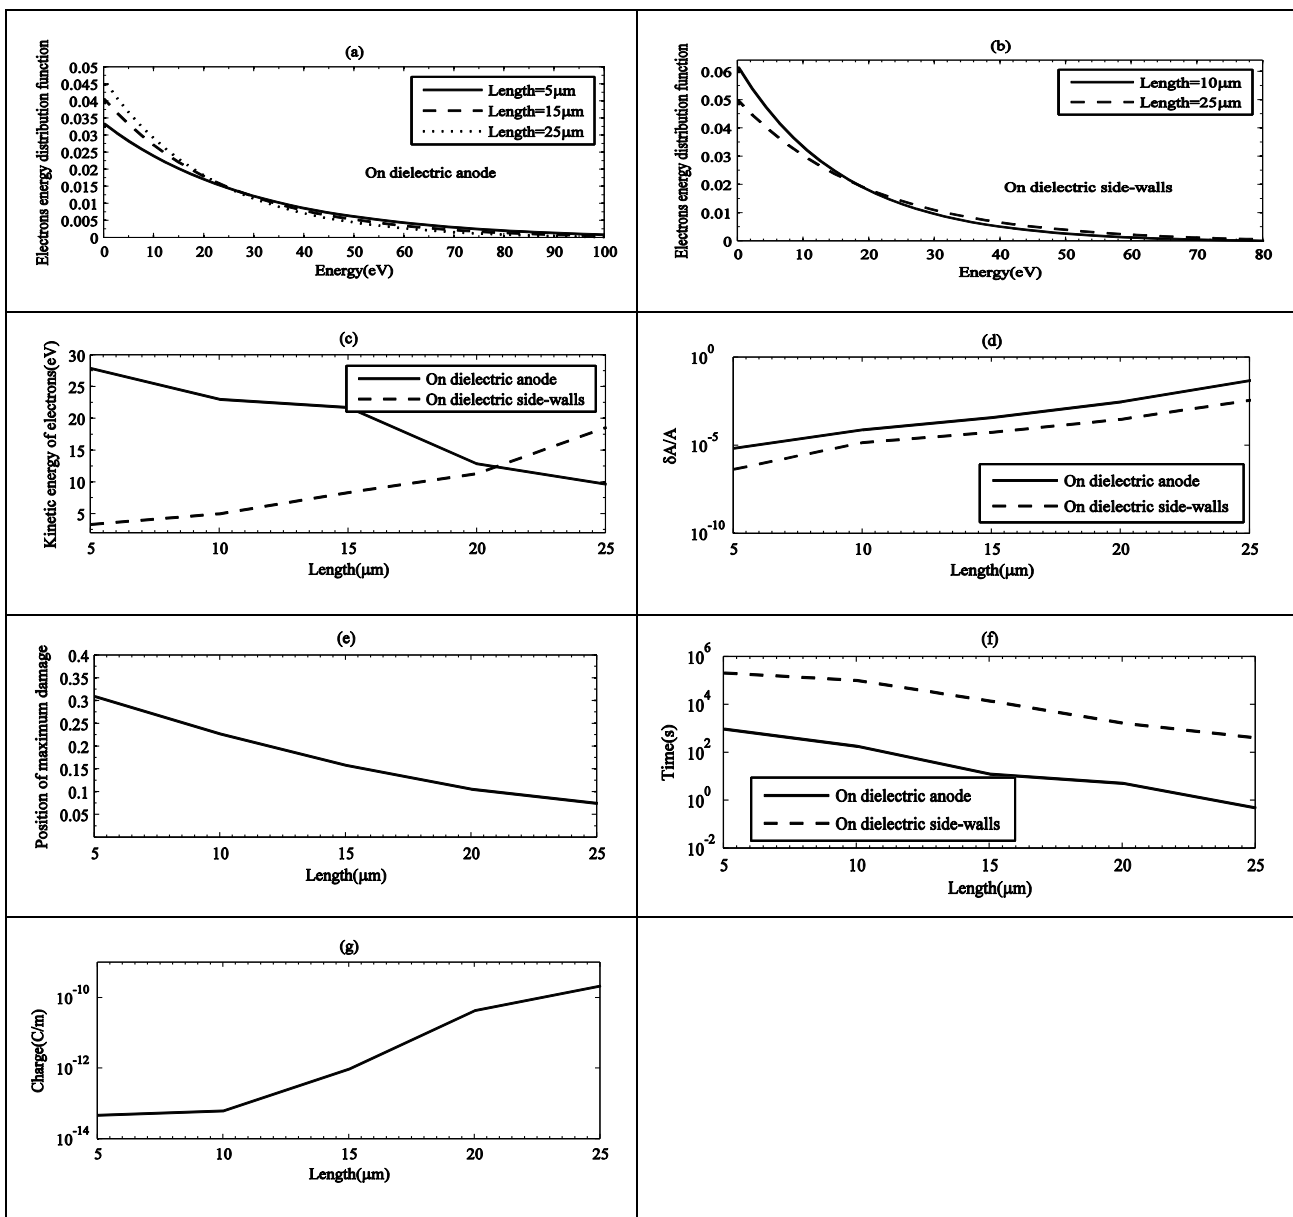 (a)
Electrons energy distribution function
0.05
0.045
0.04
0.035
0.03
0.025
0.02
0.015
0.01
0.005
0
0 10 20 30 40 50 60 70 80 90 100
Energy(eV)
Length=5μm
Length=15μm
Length=25μm
On dielectric anode
(b)
Electrons energy distribution function
0.06
0.05
0.04
0.03
0.02
0.01
0
0 10 20 30 40 50 60 70 80
Energy(eV)
Length=10μm
Length=25μm
On dielectric side-walls
(c)
Kinetic energy of electrons(eV)
30
25
20
15
10
5
5 10 15 20 25
Length(μm)
On dielectric anode
On dielectric side-walls
(d)
δA/A
10^0
10^-5
10^-10
5 10 15 20 25
Length(μm)
On dielectric anode
On dielectric side-walls
(e)
Position of maximum damage
0.4
0.3
0.25
0.2
0.15
0.1
0.05
5 10 15 20 25
Length(μm)
(f)
Time(s)
10^6
10^4
10^2
10^0
10^-2
5 10 15 20 25
Length(μm)
On dielectric anode
On dielectric side-walls
(g)
Charge(C/m)
10^-10
10^-12
10^-14
5 10 15 20 25
Length(μm)